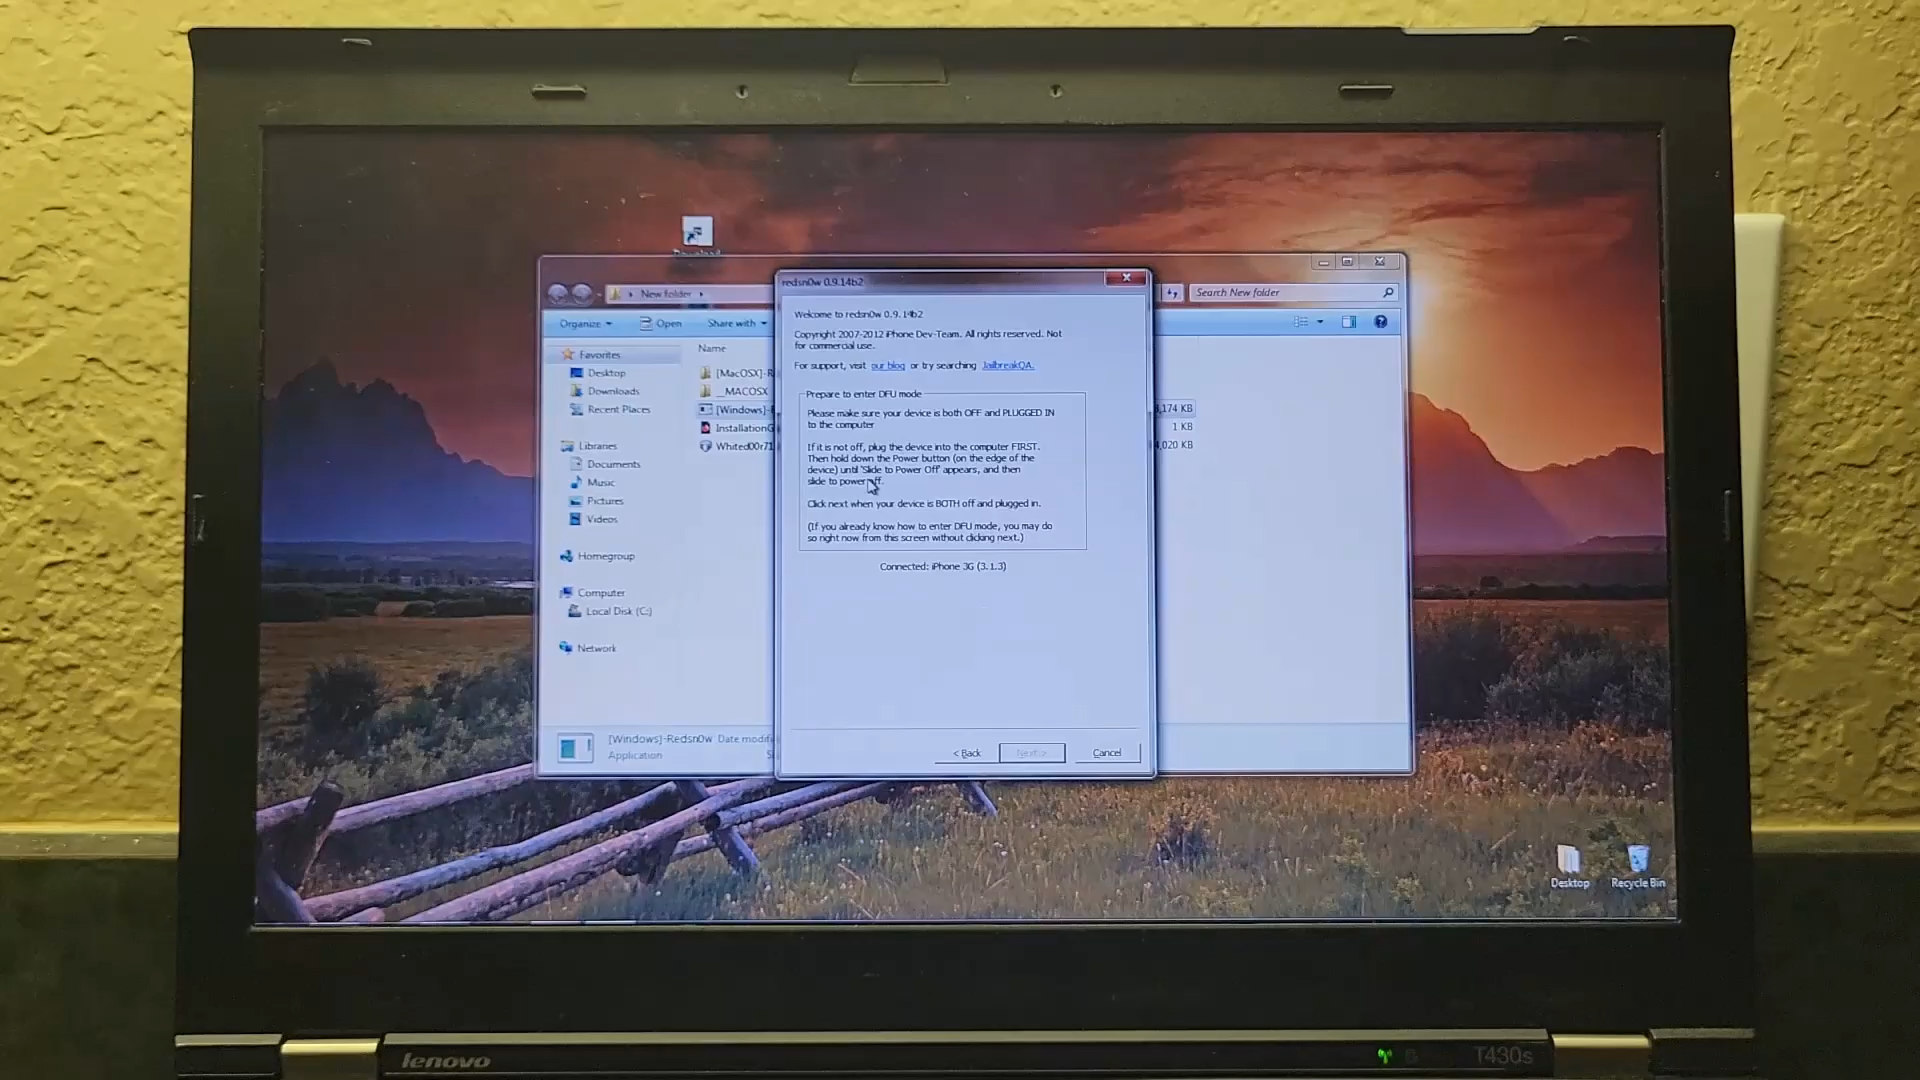 Download
redsn0w 0.9.14b2
New folder
Search New folder
Organize
Open
Share with
Favorites
Desktop
Downloads
Recent Places
Libraries
Documents
Music
Pictures
Videos
Homegroup
Computer
Local Disk (C:)
Network
Name
[MacOSX]-R
__MACOSX
[Windows]-
InstallationG
Whited00r71
,174 KB
1 KB
4,020 KB
Welcome to redsn0w 0.9.14b2
Copyright 2007-2012 iPhone Dev-Team. All rights reserved. Not
for commercial use.
For support, visit our blog or try searching JailbreakQA.
Prepare to enter DFU mode
Please make sure your device is both OFF and PLUGGED IN
to the computer
If it is not off, plug the device into the computer FIRST.
Then hold down the Power button (on the edge of the
device) until 'Slide to Power Off' appears, and then
slide to power off.
Click next when your device is BOTH off and plugged in.
(If you already know how to enter DFU mode, you may do
so right now from this screen without clicking next.)
Connected: iPhone 3G (3.1.3)
< Back
Next >
Cancel
[Windows]-Redsn0w Date modifi
Application
Desktop
Recycle Bin
lenovo
T430s